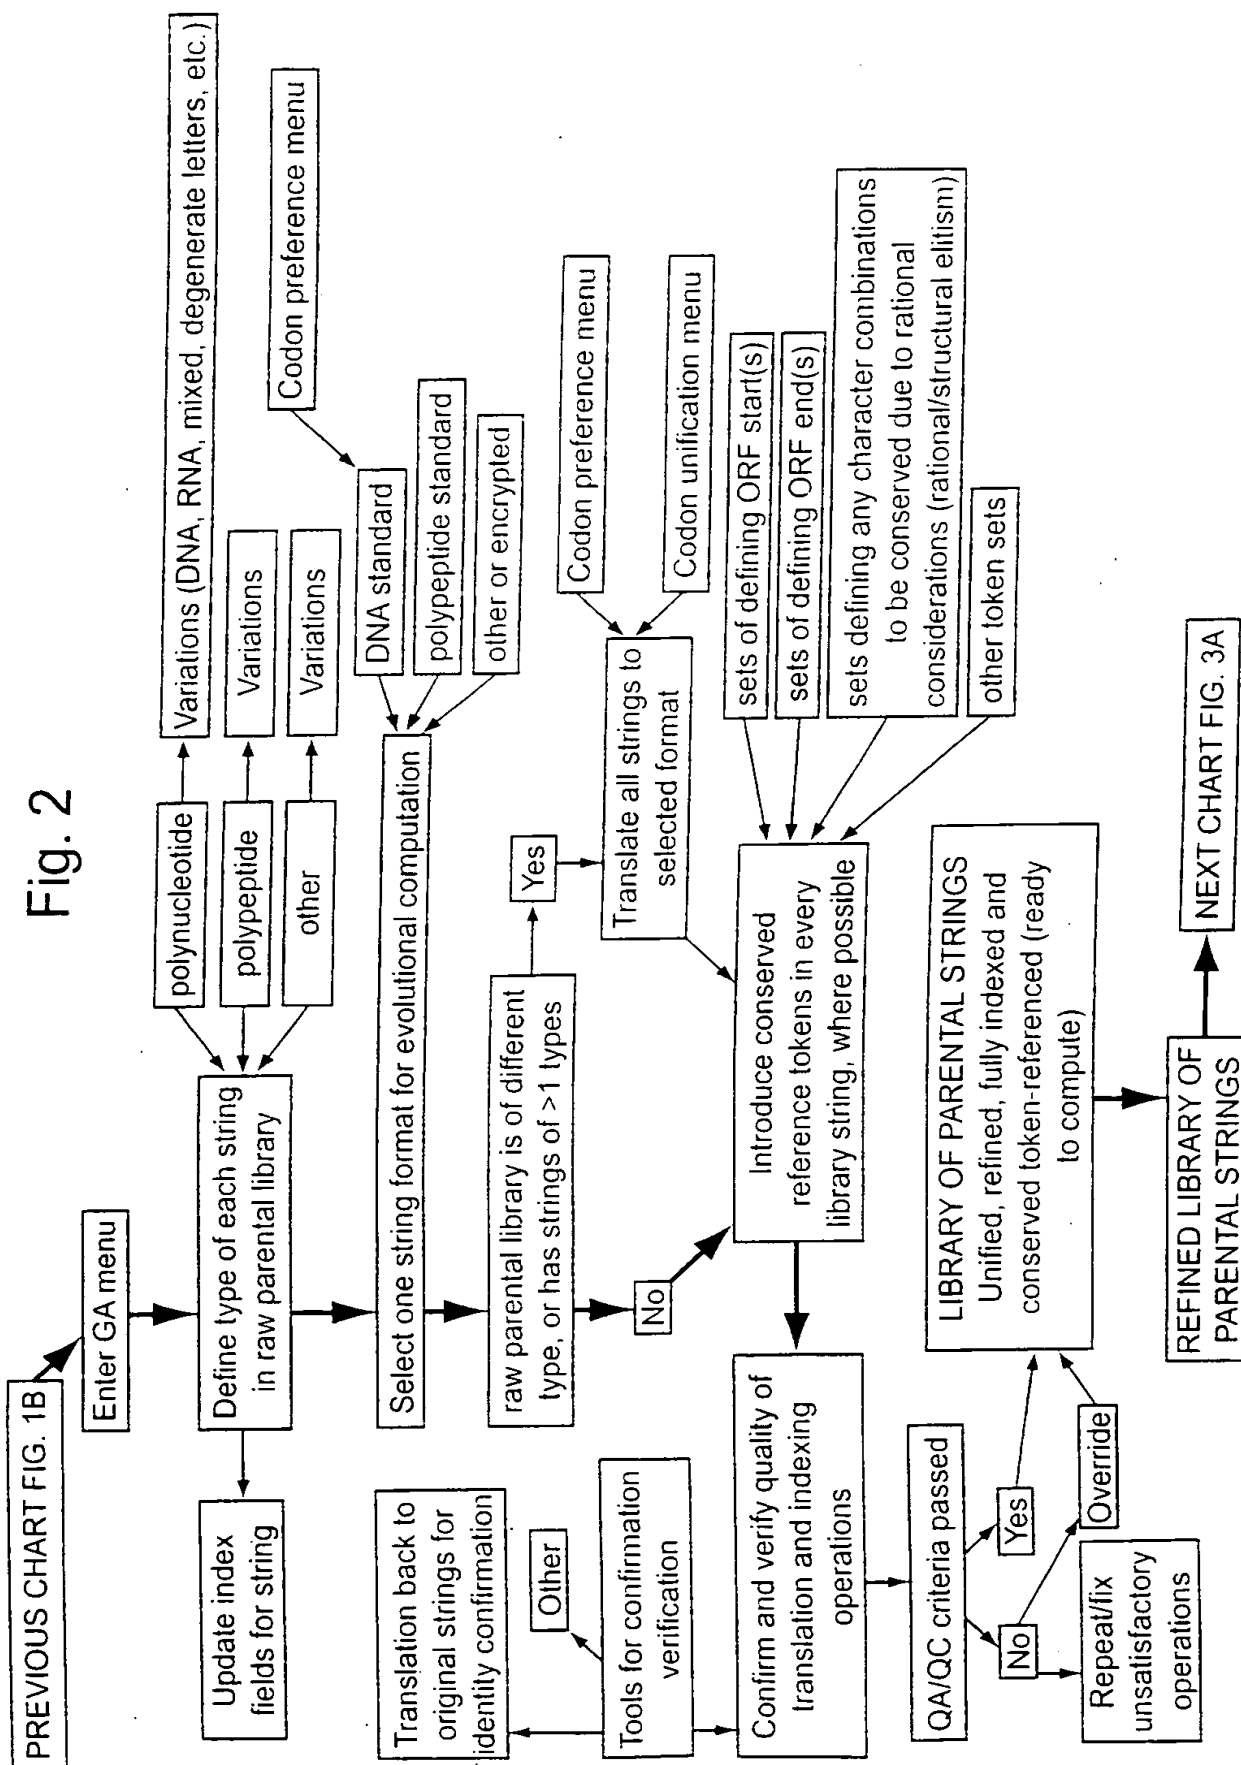 Fig. 2
PREVIOUS CHART FIG. 1B
Enter GA menu
Update index
fields for string
Define type of each string
in raw parental library
polynucleotide
Variations (DNA, RNA, mixed, degenerate letters, etc.)
polypeptide
Variations
other
Variations
Select one string format for evolutional computation
DNA standard
Codon preference menu
polypeptide standard
other or encrypted
raw parental library is of different
type, or has strings of >1 types
Yes
No
Translate all strings to
selected format
Codon preference menu
Codon unification menu
Translation back to
original strings for
identity confirmation
Other
Tools for confirmation
verification
Introduce conserved
reference tokens in every
library string, where possible
sets of defining ORF start(s)
sets of defining ORF end(s)
sets defining any character combinations
to be conserved due to rational
considerations (rational/structural elitism)
other token sets
Confirm and verify quality of
translation and indexing
operations
QA/QC criteria passed
Yes
No
Override
Repeat/fix
unsatisfactory
operations
LIBRARY OF PARENTAL STRINGS
Unified, refined, fully indexed and
conserved token-referenced (ready
to compute)
REFINED LIBRARY OF
PARENTAL STRINGS
NEXT CHART FIG. 3A